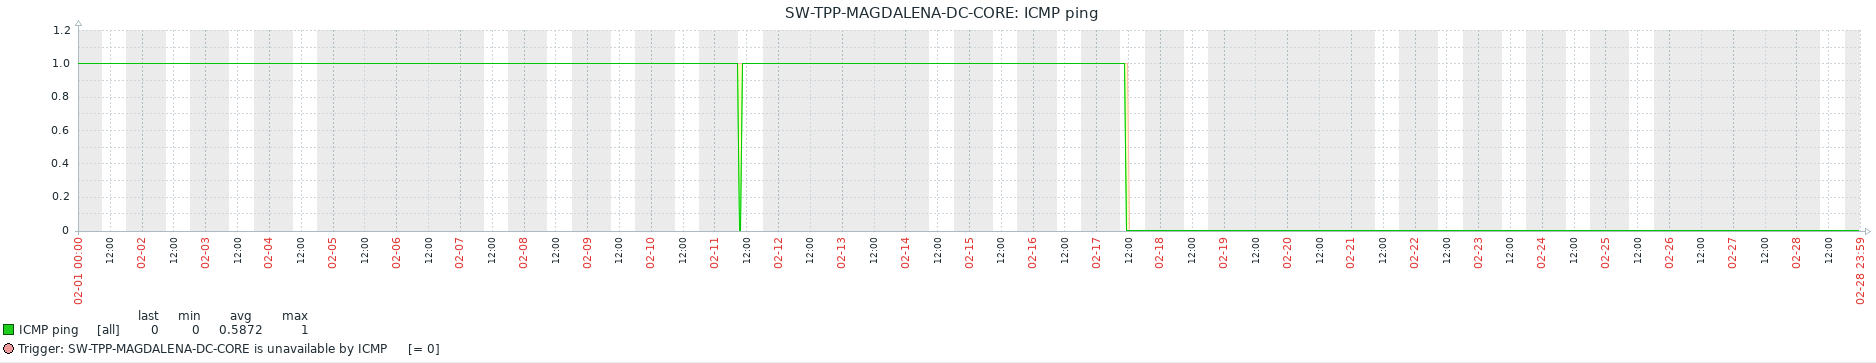 SW-TPP-MAGDALENA-DC-CORE: ICMP ping
1.2
1.0
0.8
0.6
0.4
0.2
0
02-01 00:00 12:00 02-02 12:00 02-03 12:00 02-04 12:00 02-05 12:00 02-06 12:00 02-07 12:00 02-08 12:00 02-09 12:00 02-10 12:00 02-11 12:00 02-12 12:00 02-13 12:00 02-14 12:00 02-15 12:00 02-16 12:00 02-17 12:00 02-18 12:00 02-19 12:00 02-20 12:00 02-21 12:00 02-22 12:00 02-23 12:00 02-24 12:00 02-25 12:00 02-26 12:00 02-27 12:00 02-28 12:00 02-28 23:59
last min avg max
ICMP ping [all] 0 0 0.5872 1
Trigger: SW-TPP-MAGDALENA-DC-CORE is unavailable by ICMP [= 0]